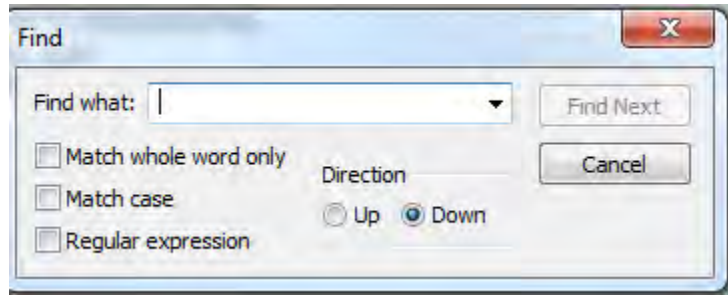 Find
Find what:
Find Next
Match whole word only
Match case
Regular expression
Direction
Up
Down
Cancel